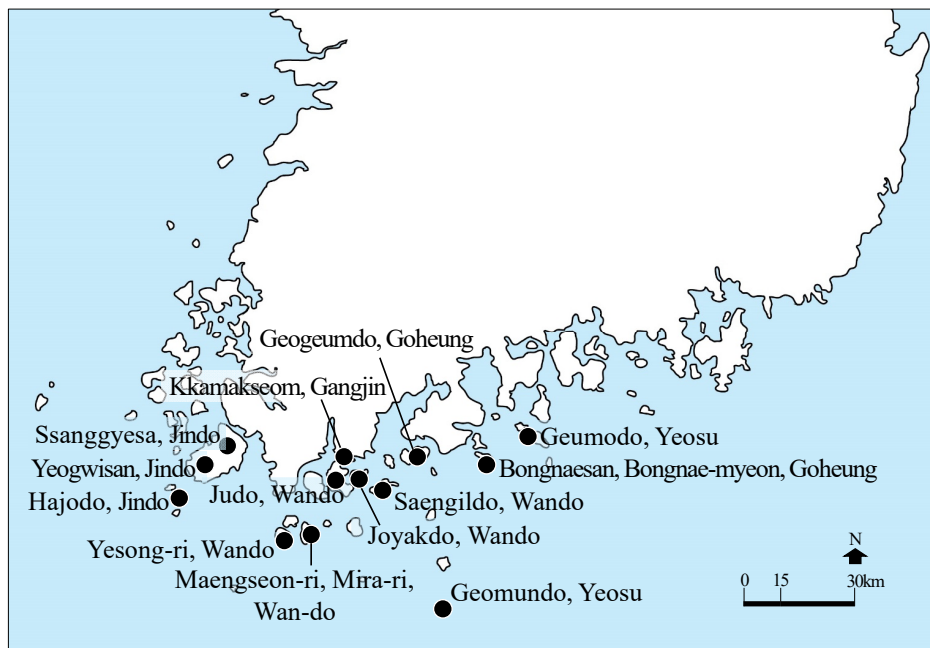 Geogeumdo, Goheung
Kkamakseom, Gangjin
Ssanggyesa, Jindo
Geumodo, Yeosu
Yeogwisan, Jindo
Bongnaesan, Bongnae-myeon, Goheung
Hajodo, Jindo
Judo, Wando
Saengildo, Wando
Joyakdo, Wando
Yesong-ri, Wando
Maengseon-ri, Mira-ri,
Wan-do
Geomundo, Yeosu
N
0 15 30km